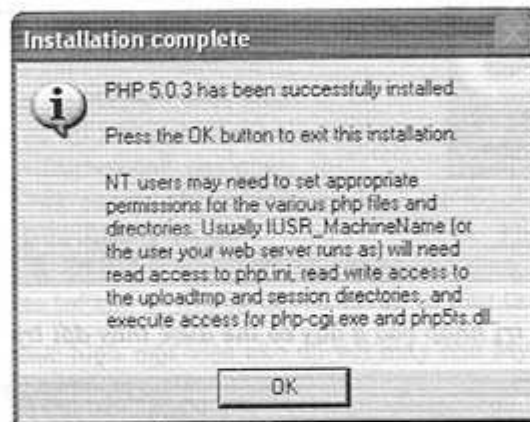 Installation complete
PHP 5.0.3 has been successfully installed.
Press the OK button to exit this installation.
NT users may need to set appropriate
permissions for the various php files and
directories. Usually IUSR_MachineName (or
the user your web server runs as) will need
read access to php.ini, read write access to
the uploadtmp and session directories, and
execute access for php-cgi.exe and php5ts.dll.
OK